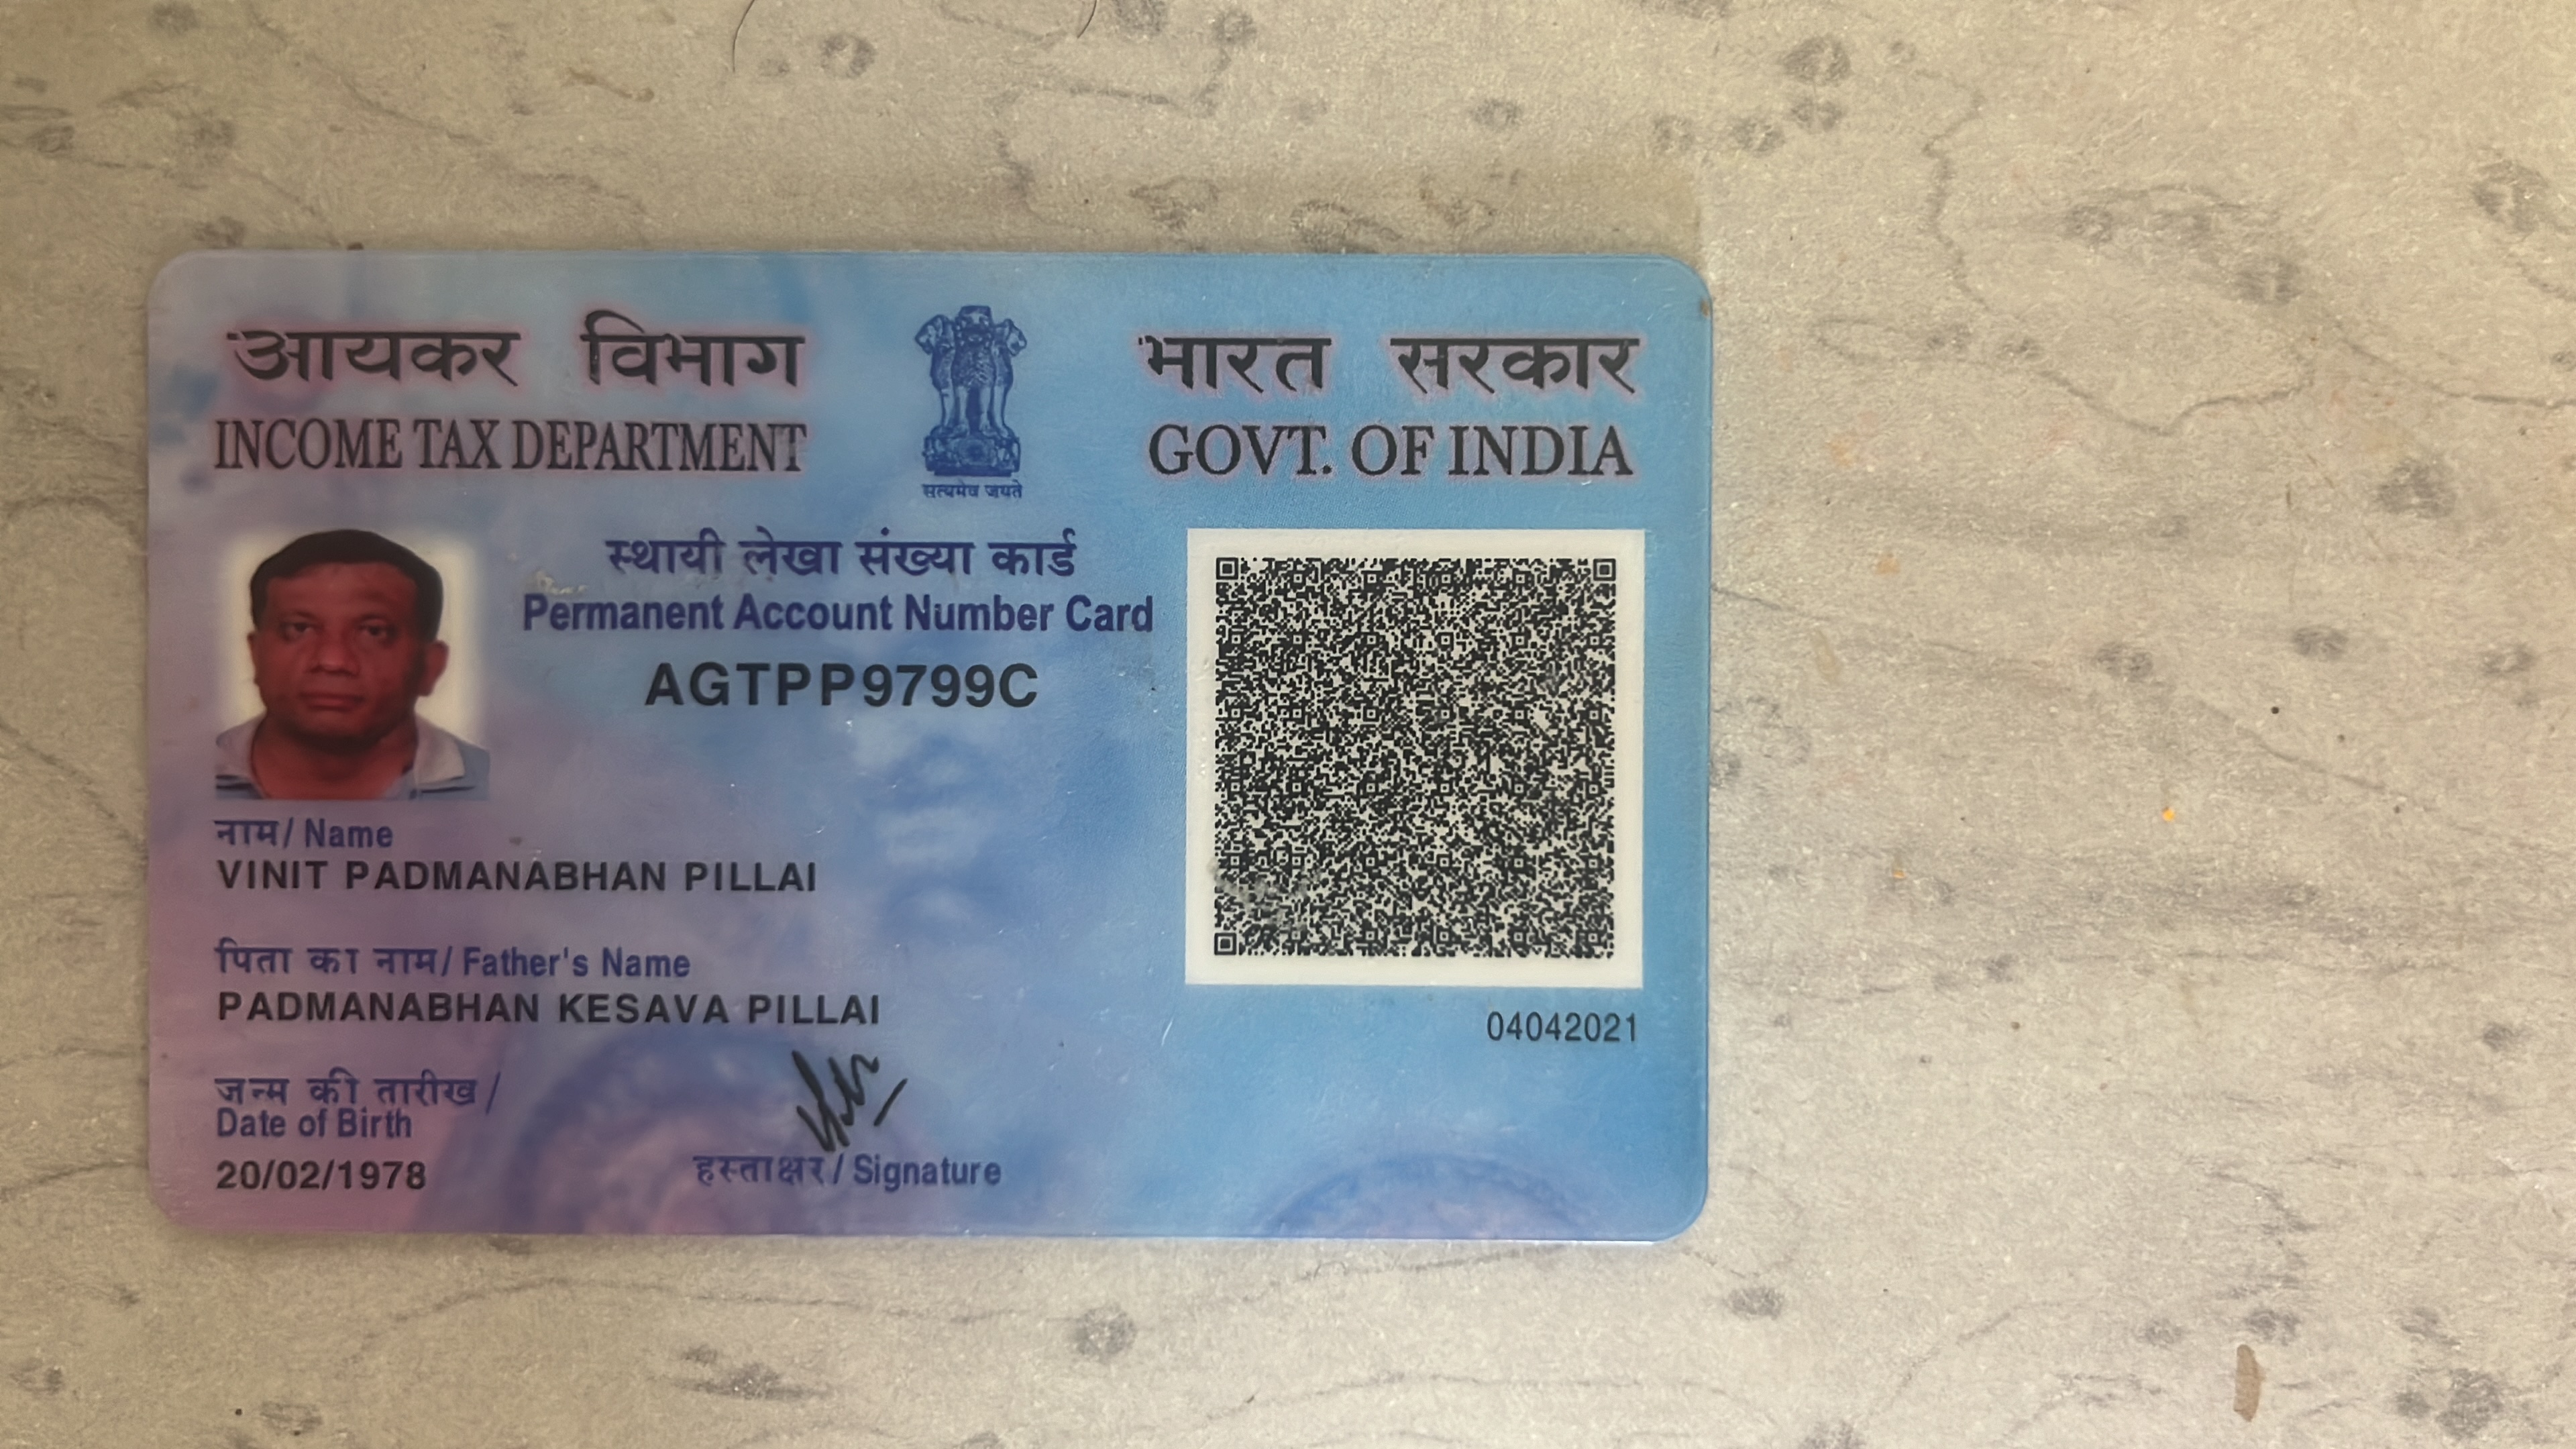 आयकर विभाग
INCOME TAX DEPARTMENT
सत्यमेव जयते
भारत सरकार
GOVT. OF INDIA
स्थायी लेखा संख्या कार्ड
Permanent Account Number Card
AGTPP9799C
नाम/ Name
VINIT PADMANABHAN PILLAI
पिता का नाम/ Father's Name
PADMANABHAN KESAVA PILLAI
04042021
जन्म की तारीख/
Date of Birth
20/02/1978
हस्ताक्षर/ Signature